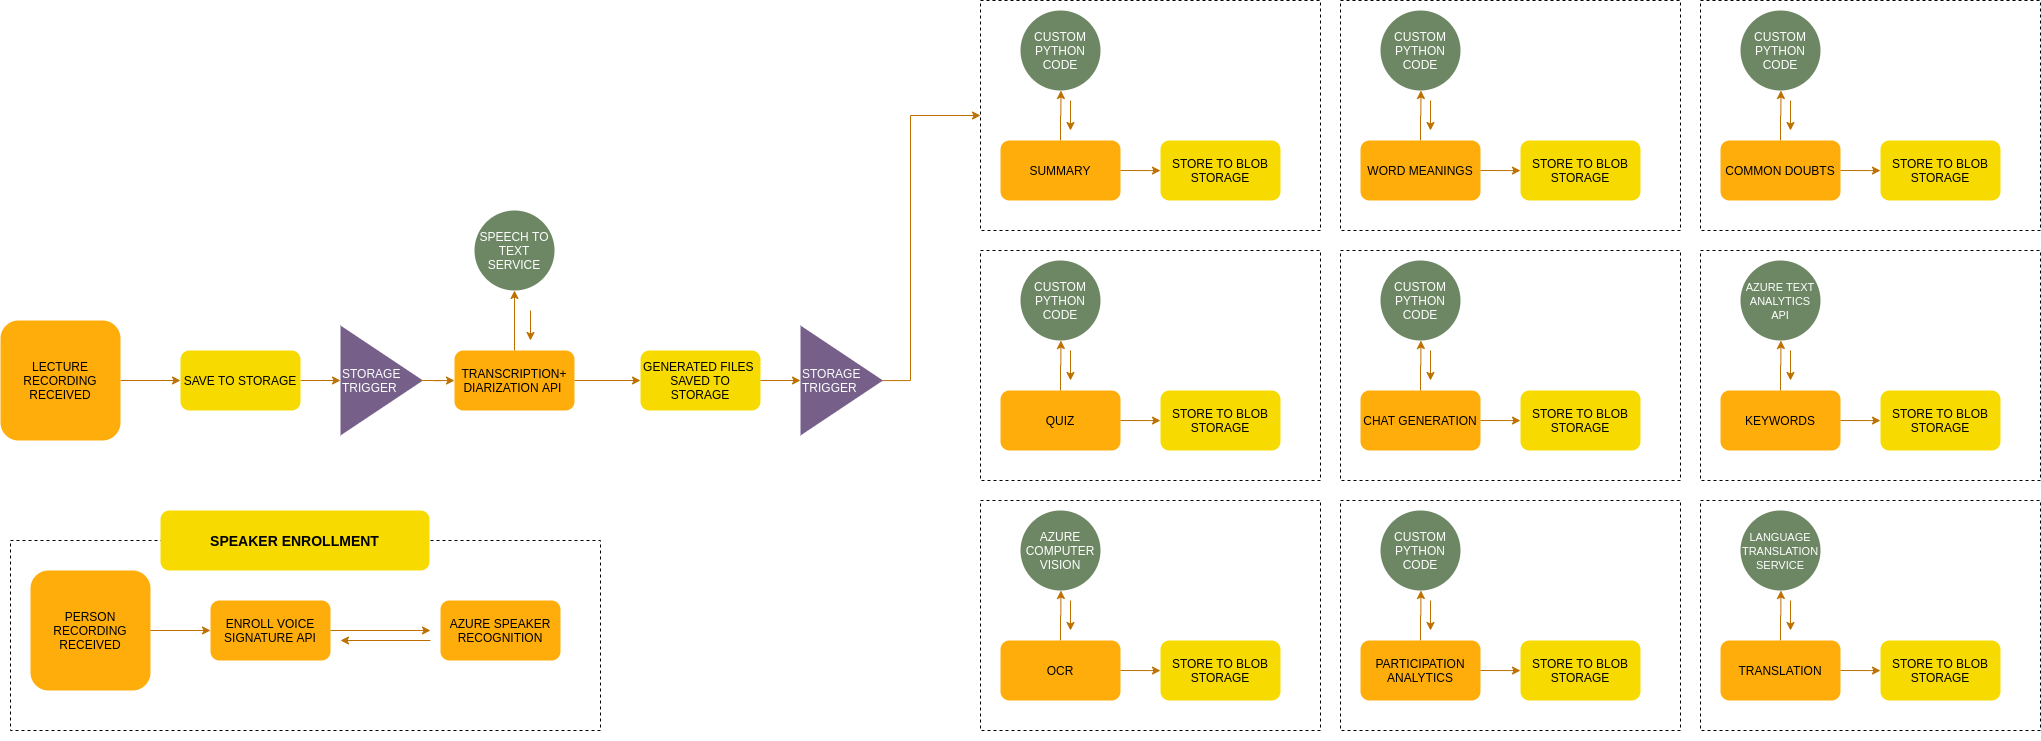 LECTURE
RECORDING
RECEIVED
SAVE TO STORAGE
STORAGE
TRIGGER
SPEECH TO
TEXT
SERVICE
TRANSCRIPTION+
DIARIZATION API
GENERATED FILES
SAVED TO
STORAGE
STORAGE
TRIGGER
SPEAKER ENROLLMENT
PERSON
RECORDING
RECEIVED
ENROLL VOICE
SIGNATURE API
AZURE SPEAKER
RECOGNITION
CUSTOM
PYTHON
CODE
SUMMARY
STORE TO BLOB
STORAGE
CUSTOM
PYTHON
CODE
WORD MEANINGS
STORE TO BLOB
STORAGE
CUSTOM
PYTHON
CODE
COMMON DOUBTS
STORE TO BLOB
STORAGE
CUSTOM
PYTHON
CODE
QUIZ
STORE TO BLOB
STORAGE
CUSTOM
PYTHON
CODE
CHAT GENERATION
STORE TO BLOB
STORAGE
AZURE TEXT
ANALYTICS
API
KEYWORDS
STORE TO BLOB
STORAGE
AZURE
COMPUTER
VISION
OCR
STORE TO BLOB
STORAGE
CUSTOM
PYTHON
CODE
PARTICIPATION
ANALYTICS
STORE TO BLOB
STORAGE
LANGUAGE
TRANSLATION
SERVICE
TRANSLATION
STORE TO BLOB
STORAGE